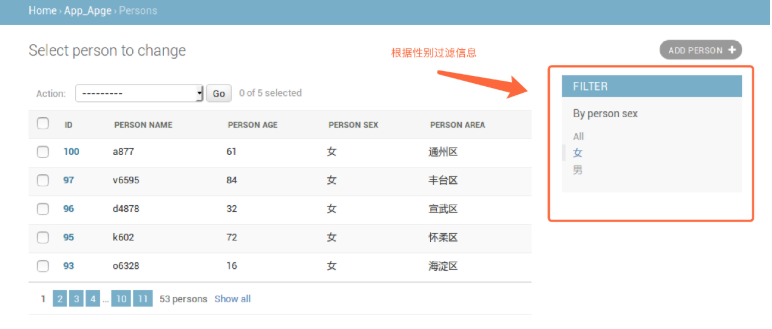 Home › App_Apge › Persons
Select person to change
根据性别过滤信息
ADD PERSON +
Action: --------- Go 0 of 5 selected
FILTER
By person sex
All
女
男
ID PERSON NAME PERSON AGE PERSON SEX PERSON AREA
100 a877 61 女 通州区
97 v6595 84 女 丰台区
96 d4878 32 女 宣武区
95 k602 72 女 怀柔区
93 o6328 16 女 海淀区
1 2 3 4 ... 10 11 53 persons Show all